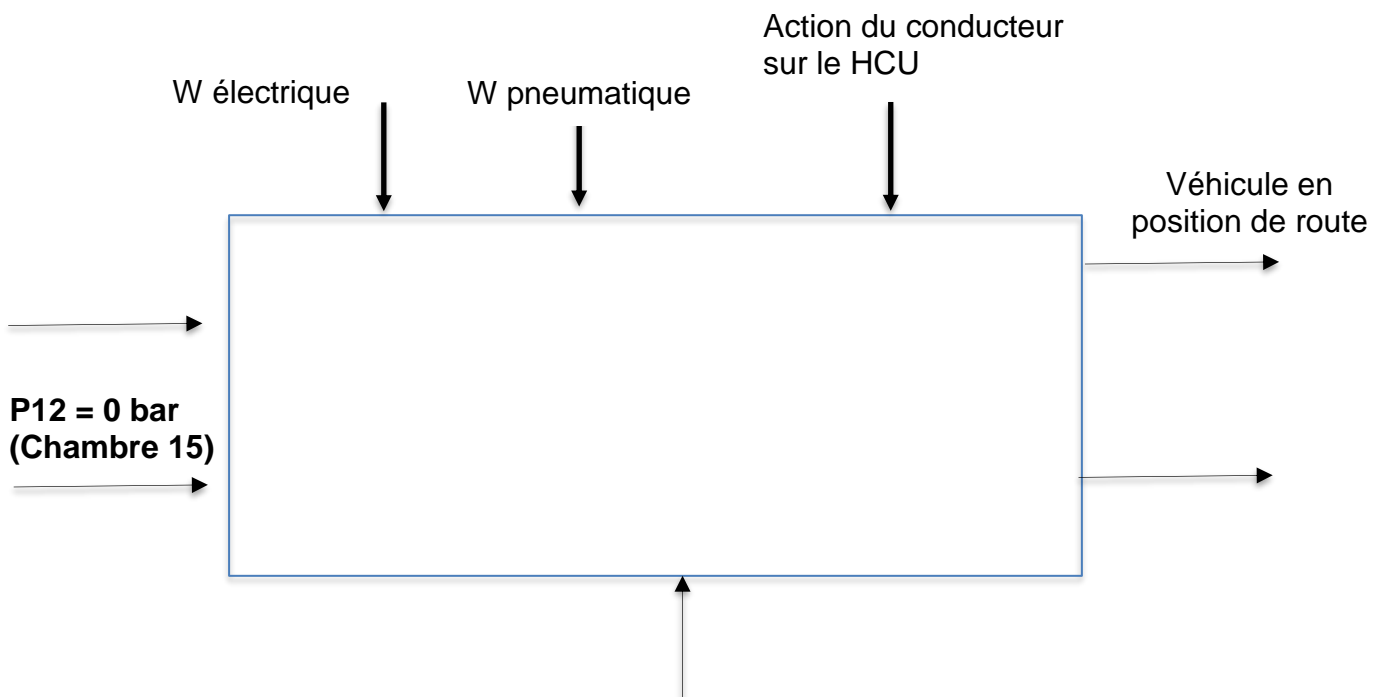 Action du conducteur
sur le HCU
W électrique
W pneumatique
Véhicule en
position de route
P12 = 0 bar
(Chambre 15)